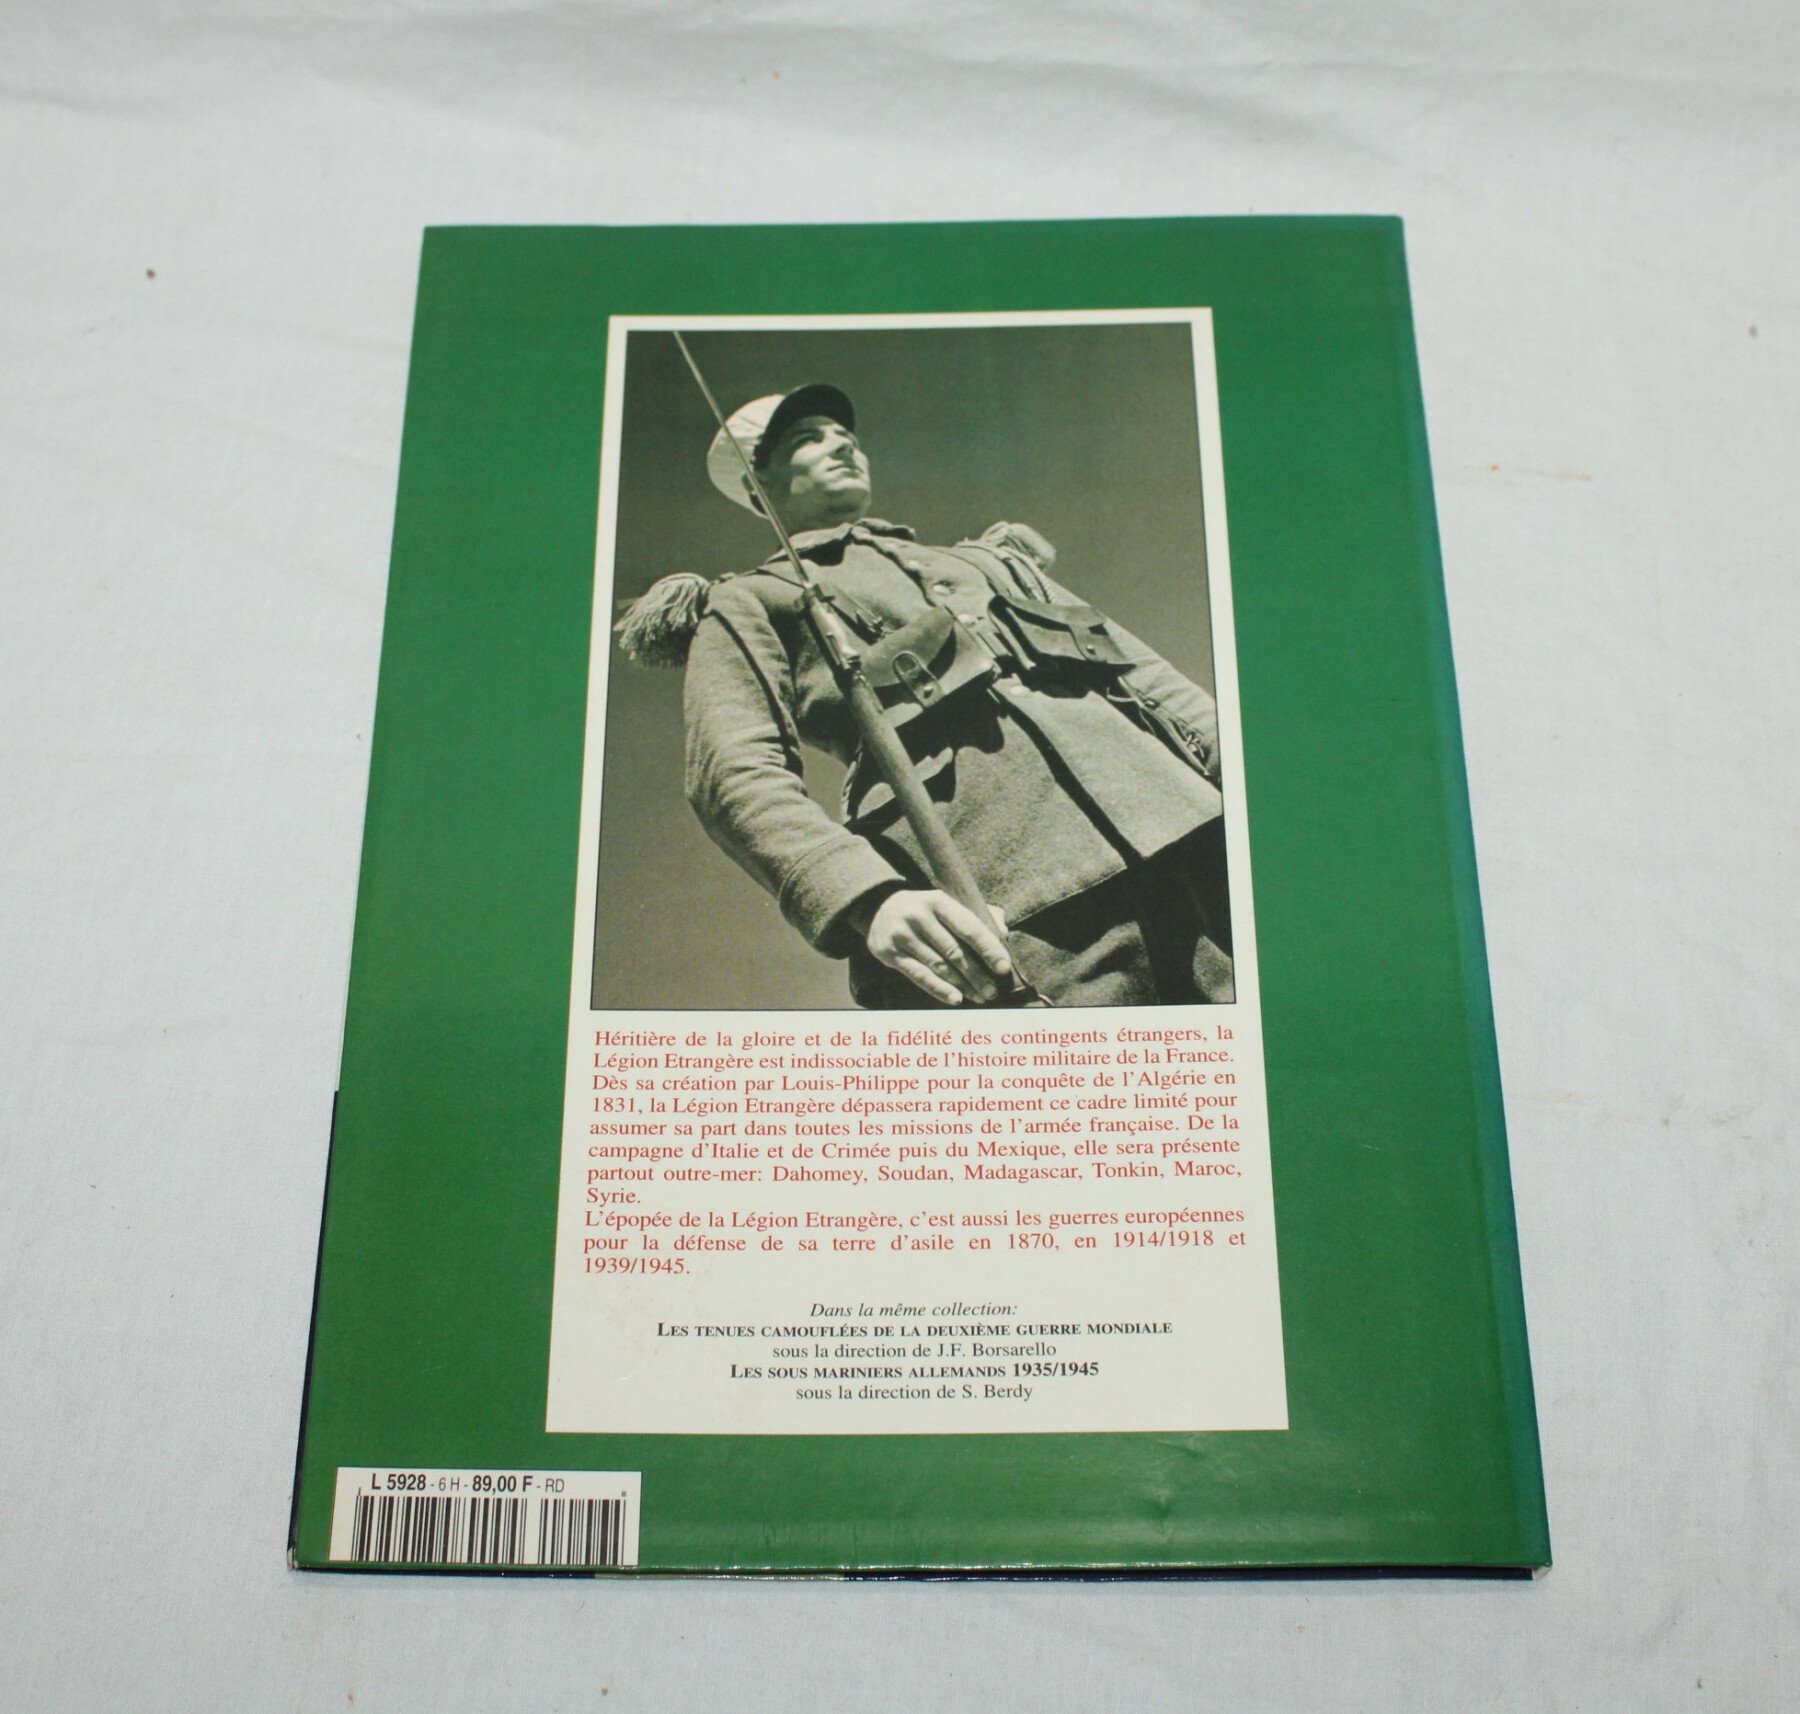 Héritière de la gloire et de la fidélité des contingents étrangers, la
Légion Etrangère est indissociable de l'histoire militaire de la France.
Dès sa création par Louis-Philippe pour la conquête de l'Algérie en
1831, la Légion Etrangère dépassera rapidement ce cadre limité pour
assumer sa part dans toutes les missions de l'armée française. De la
campagne d'Italie et de Crimée puis du Mexique, elle sera présente
partout outre-mer: Dahomey, Soudan, Madagascar, Tonkin, Maroc,
Syrie.
L'épopée de la Légion Etrangère, c'est aussi les guerres européennes
pour la défense de sa terre d'asile en 1870, en 1914/1918 et
1939/1945.
Dans la même collection:
LES TENUES CAMOUFLÉES DE LA DEUXIÈME GUERRE MONDIALE
sous la direction de J.F. Borsarello
LES SOUS MARINIERS ALLEMANDS 1935/1945
sous la direction de S. Berdy
L 5928 - 6 H - 89,00 F - RD